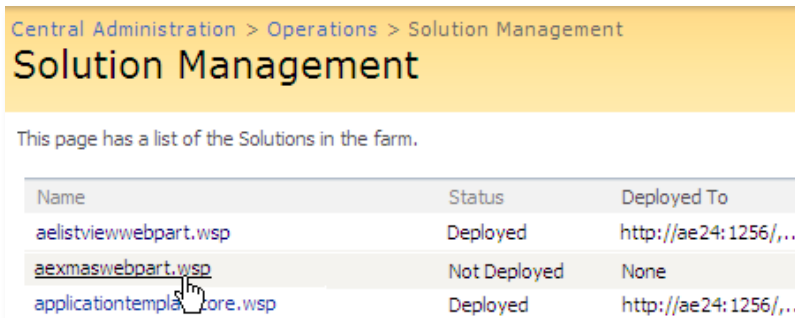 Central Administration > Operations > Solution Management
Solution Management
This page has a list of the Solutions in the farm.
Name Status Deployed To
aelistviewwebpart.wsp Deployed http://ae24:1256/,..
aexmaswebpart.wsp Not Deployed None
Deployed http://ae24:1256/,..